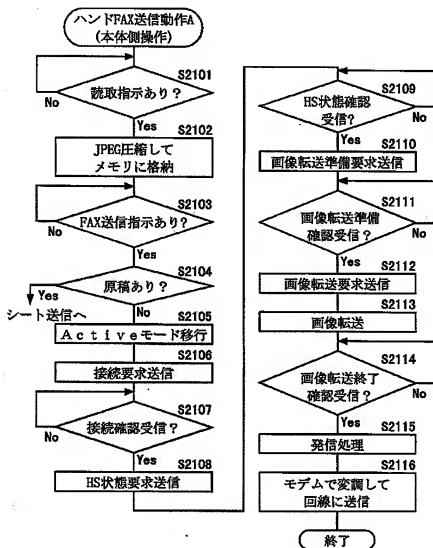 ハンドFAX送信動作A
(本体側操作)
S2101
読取指示あり？
No
Yes
S2102
JPEG圧縮して
メモリに格納
S2103
FAX送信指示あり？
No
Yes
S2104
原稿あり？
Yes
シート送信へ
No
S2105
Activeモード移行
S2106
接続要求送信
S2107
接続確認受信？
No
Yes
S2108
HS状態要求送信
S2109
HS状態確認
受信？
No
Yes
S2110
画像転送準備要求送信
S2111
画像転送準備
確認受信？
No
Yes
S2112
画像転送要求送信
S2113
画像転送
S2114
画像転送終了
確認受信？
No
Yes
S2115
発信処理
S2116
モデムで変調して
回線に送信
終了